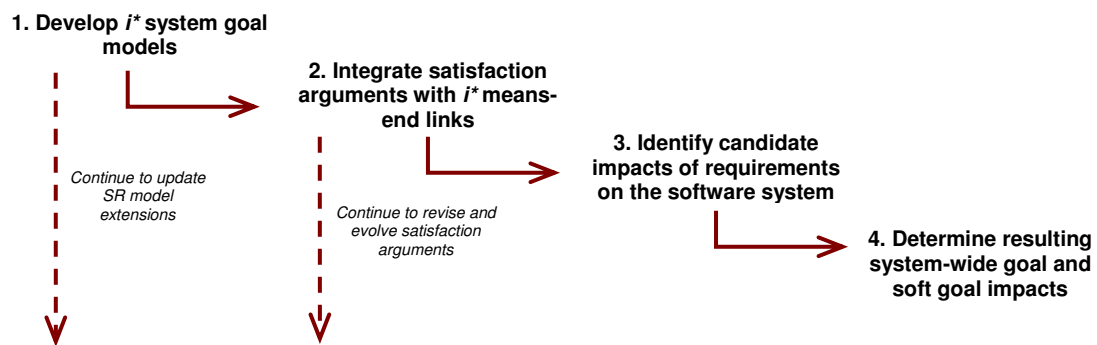 1. Develop i* system goal
models
2. Integrate satisfaction
arguments with i* means-
end links
Continue to update
SR model
extensions
3. Identify candidate
impacts of requirements
on the software system
Continue to revise and
evolve satisfaction
arguments
4. Determine resulting
system-wide goal and
soft goal impacts